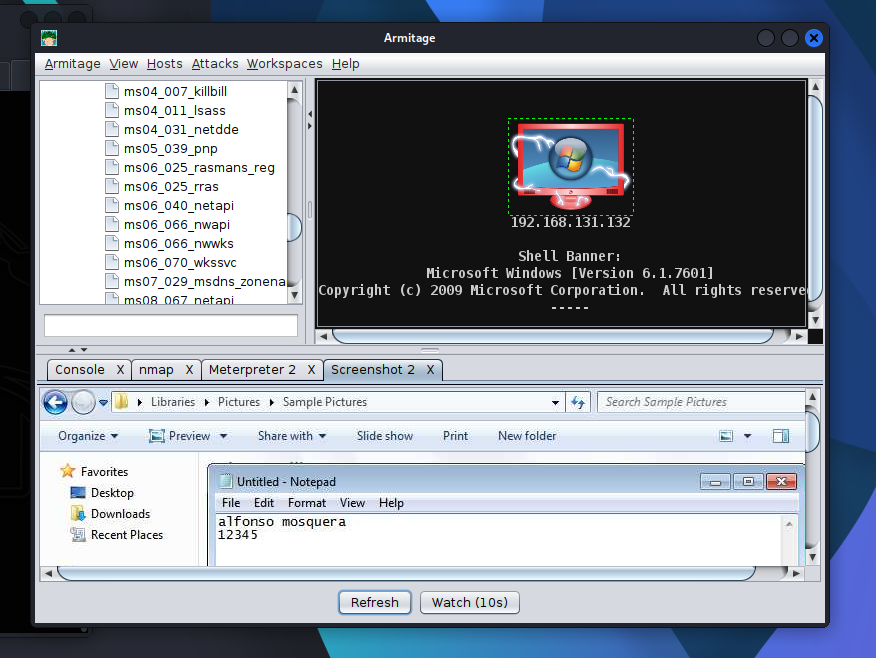 Armitage
Armitage View Hosts Attacks Workspaces Help
ms04_007_killbill
ms04_011_lsass
ms04_031_netdde
ms05_039_pnp
ms06_025_rasmans_reg
ms06_025_rras
ms06_040_netapi
ms06_066_nwapi
ms06_066_nwwks
ms06_070_wkssvc
ms07_029_msdns_zonena
ms08_067_netapi
192.168.131.132
Shell Banner:
Microsoft Windows [Version 6.1.7601]
Copyright (c) 2009 Microsoft Corporation.  All rights reserve
-----
Console X nmap X Meterpreter 2 X Screenshot 2 X
Libraries Pictures Sample Pictures Search Sample Pictures
Organize Preview Share with Slide show Print New folder
Favorites
Desktop
Downloads
Recent Places
Untitled - Notepad
File Edit Format View Help
alfonso mosquera
12345
Refresh Watch (10s)